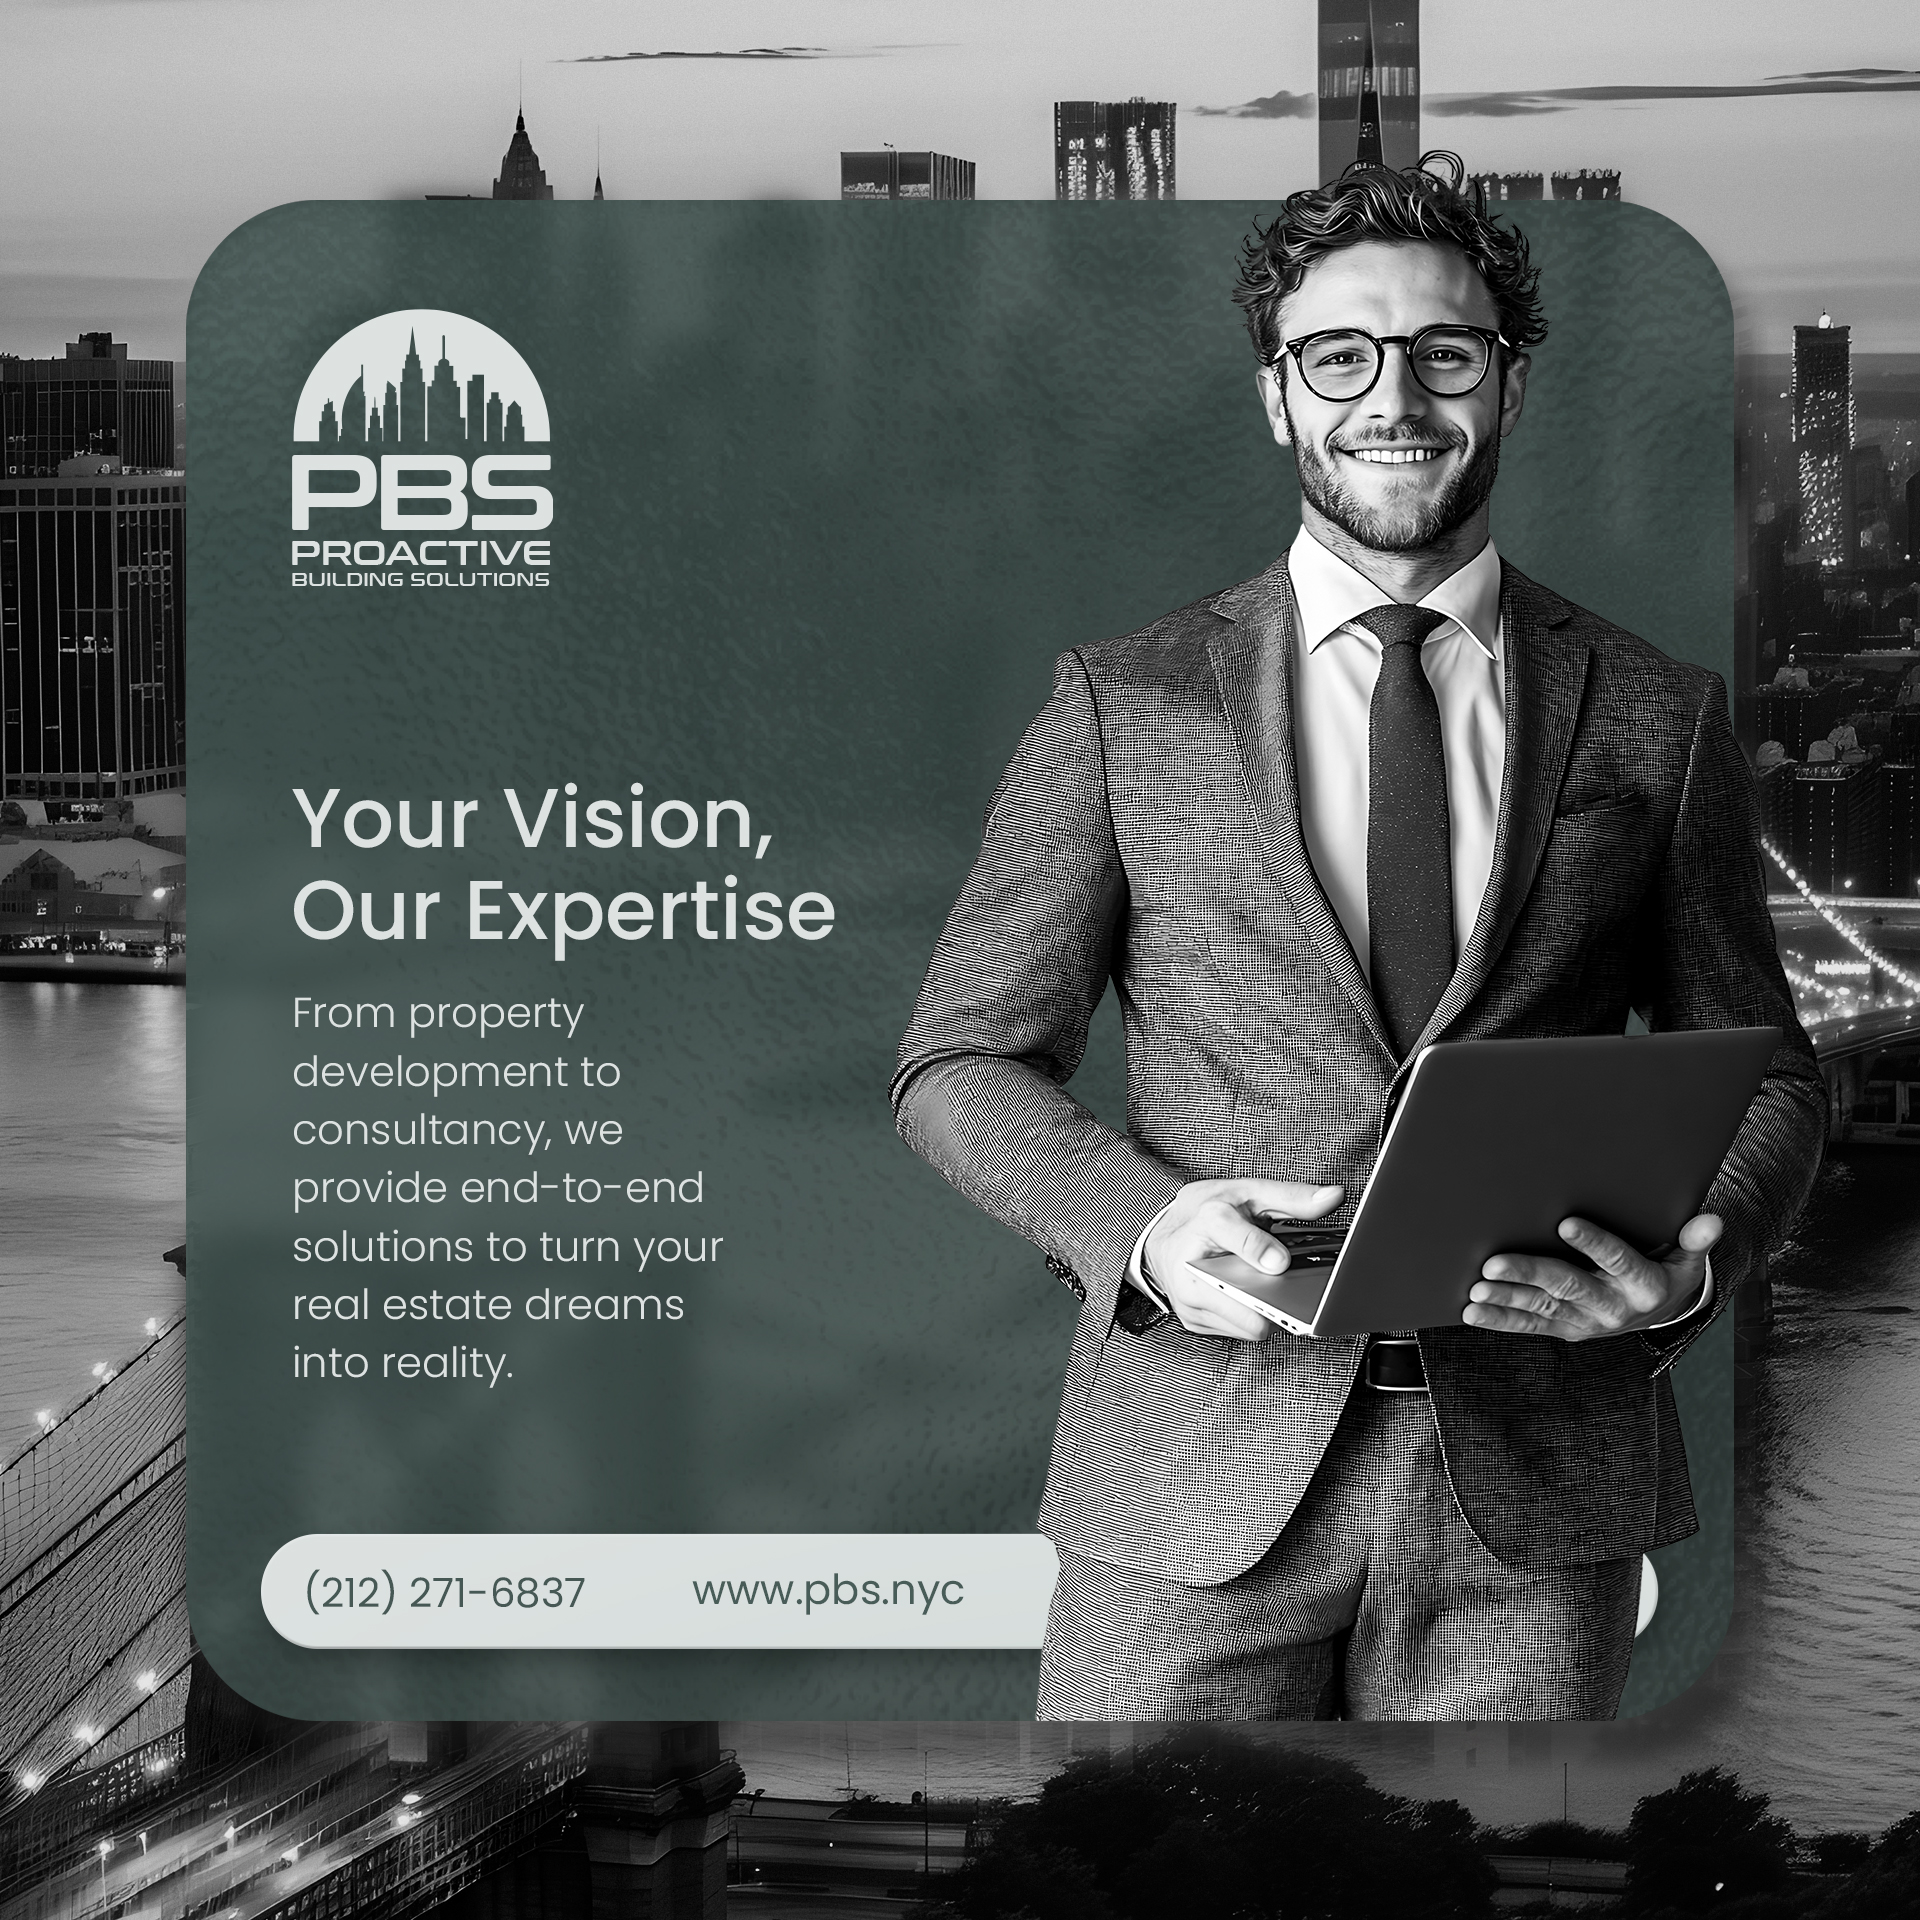 PBS
PROACTIVE
BUILDING SOLUTIONS
Your Vision,
Our Expertise
From property
development to
consultancy, we
provide end-to-end
solutions to turn your
real estate dreams
into reality.
(212) 271-6837
www.pbs.nyc